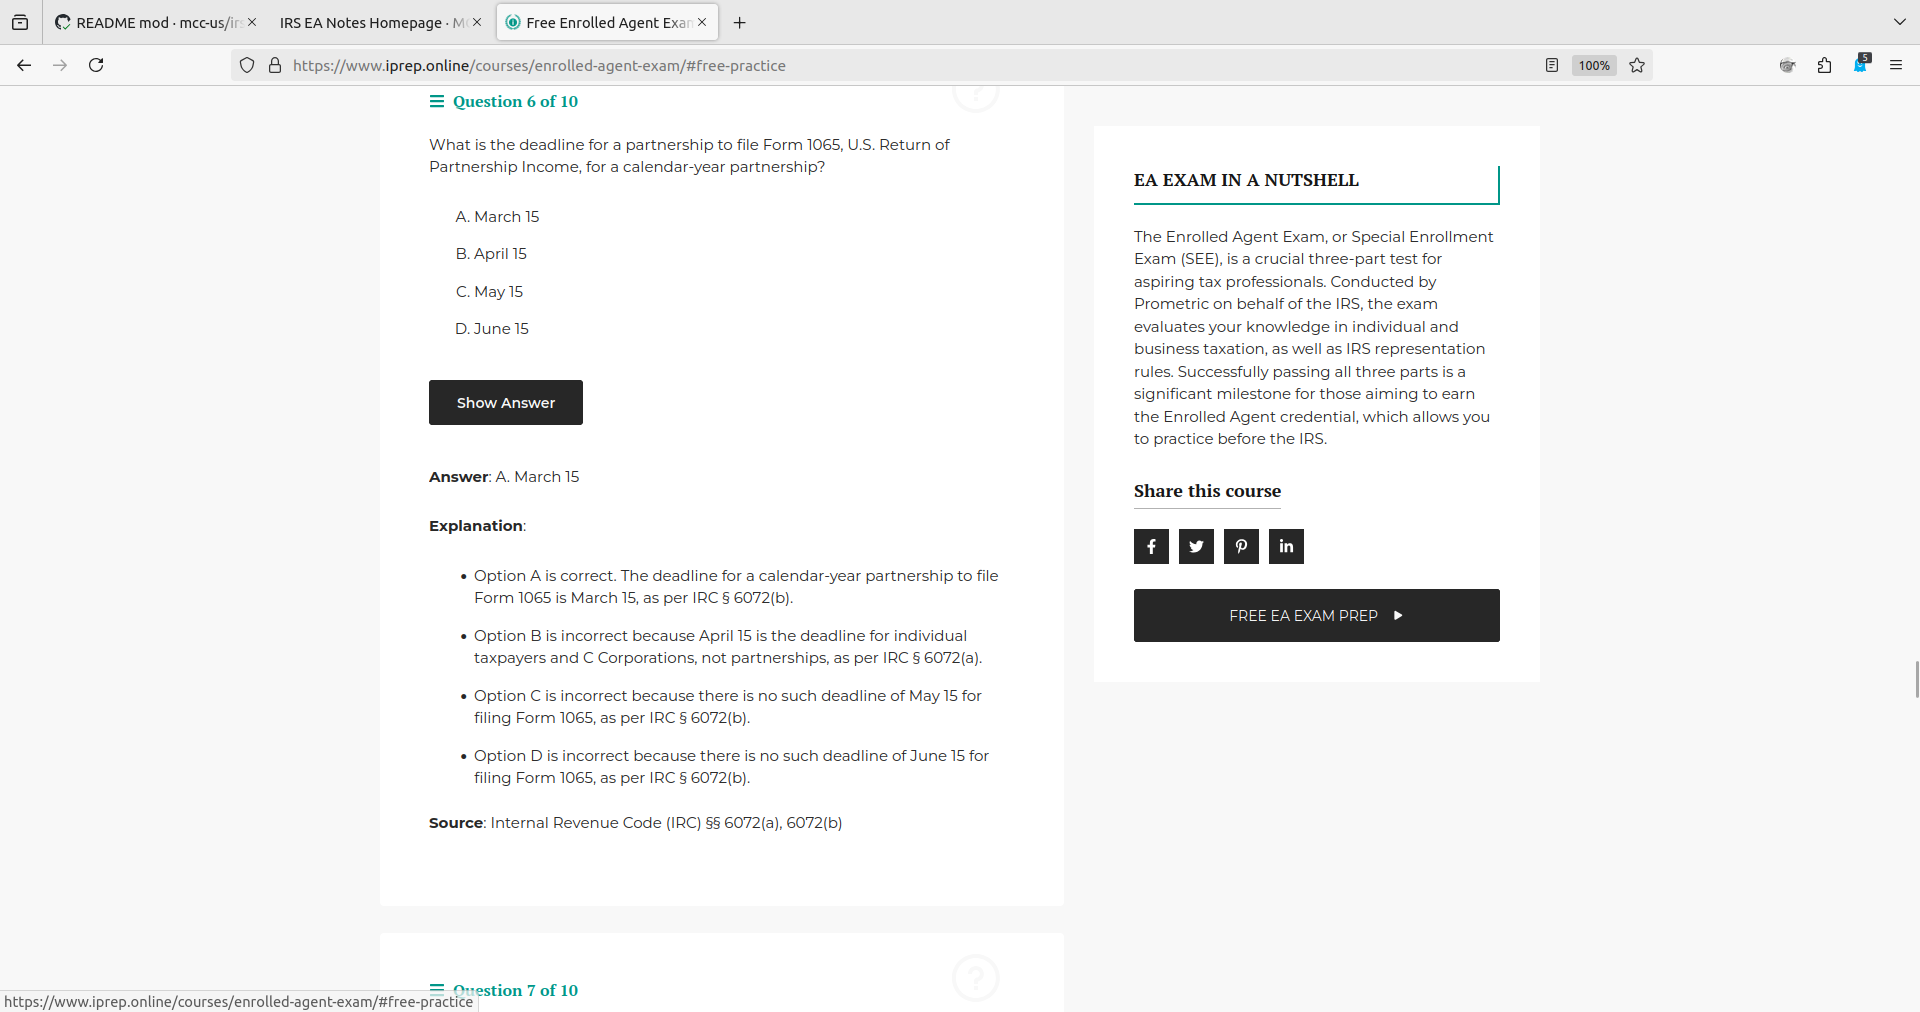 README mod · mcc-us/irs
IRS EA Notes Homepage · MC
Free Enrolled Agent Exam
https://www.iprep.online/courses/enrolled-agent-exam/#free-practice
100%
5
Question 6 of 10
What is the deadline for a partnership to file Form 1065, U.S. Return of
Partnership Income, for a calendar-year partnership?
A. March 15
B. April 15
C. May 15
D. June 15
Show Answer
Answer: A. March 15
Explanation:
• Option A is correct. The deadline for a calendar-year partnership to file
Form 1065 is March 15, as per IRC § 6072(b).
• Option B is incorrect because April 15 is the deadline for individual
taxpayers and C Corporations, not partnerships, as per IRC § 6072(a).
• Option C is incorrect because there is no such deadline of May 15 for
filing Form 1065, as per IRC § 6072(b).
• Option D is incorrect because there is no such deadline of June 15 for
filing Form 1065, as per IRC § 6072(b).
Source: Internal Revenue Code (IRC) §§ 6072(a), 6072(b)
Question 7 of 10
EA EXAM IN A NUTSHELL
The Enrolled Agent Exam, or Special Enrollment
Exam (SEE), is a crucial three-part test for
aspiring tax professionals. Conducted by
Prometric on behalf of the IRS, the exam
evaluates your knowledge in individual and
business taxation, as well as IRS representation
rules. Successfully passing all three parts is a
significant milestone for those aiming to earn
the Enrolled Agent credential, which allows you
to practice before the IRS.
Share this course
FREE EA EXAM PREP
https://www.iprep.online/courses/enrolled-agent-exam/#free-practice